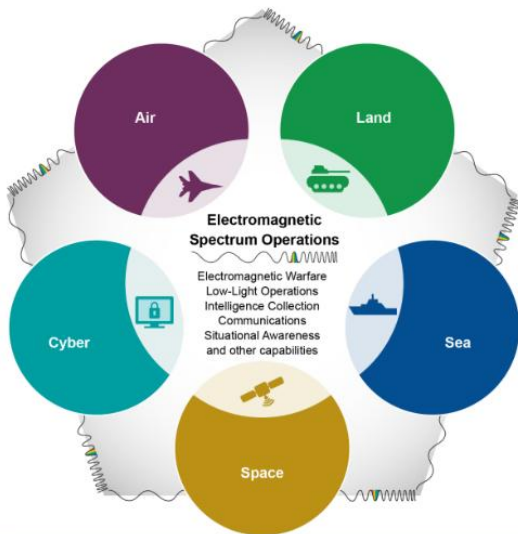 Air
Land
Electromagnetic
Spectrum Operations
Electromagnetic Warfare
Low-Light Operations
Intelligence Collection
Communications
Situational Awareness
and other capabilities
Cyber
Sea
Space